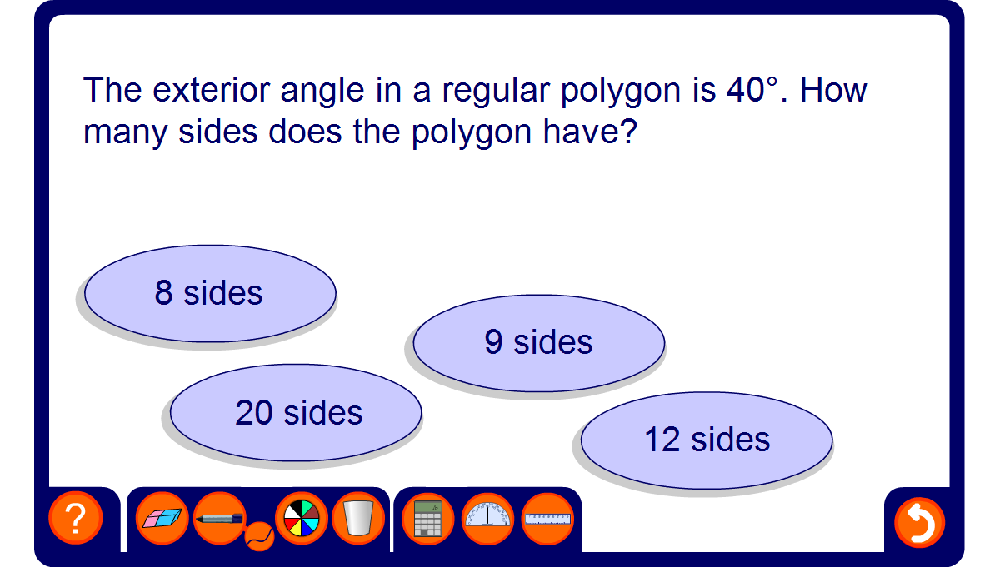 The exterior angle in a regular polygon is 40°. How
many sides does the polygon have?
8 sides
9 sides
20 sides
12 sides
?